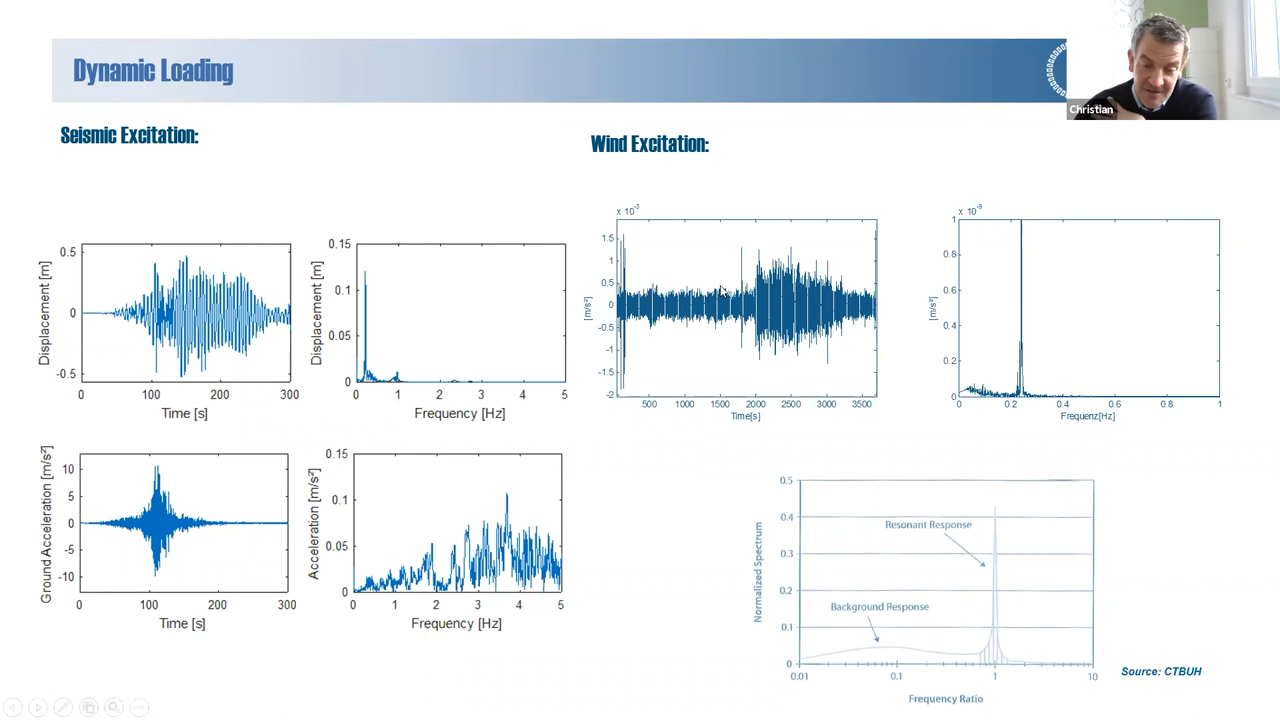 Dynamic Loading
Christian
Seismic Excitation:
Wind Excitation:
0.5
0
-0.5
Displacement [m]
0 100 200 300
Time [s]
0.15
0.1
0.05
0
Displacement [m]
0 1 2 3 4 5
Frequency [Hz]
x 10⁻³
1.5
1
0.5
0
-0.5
-1
-1.5
-2
[m/s²]
500 1000 1500 2000 2500 3000 3500
Time[s]
x 10⁻⁹
1
0.8
0.6
0.4
0.2
0
[m/s²]
0 0.2 0.4 0.6 0.8 1
Frequenz[Hz]
10
5
0
-5
-10
Ground Acceleration [m/s²]
0 100 200 300
Time [s]
0.15
0.1
0.05
0
Acceleration [m/s²]
0 1 2 3 4 5
Frequency [Hz]
0.5
0.4
0.3
0.2
0.1
0
Normalized Spectrum
Resonant Response
Background Response
0.01 0.1 1 10
Frequency Ratio
Source: CTBUH